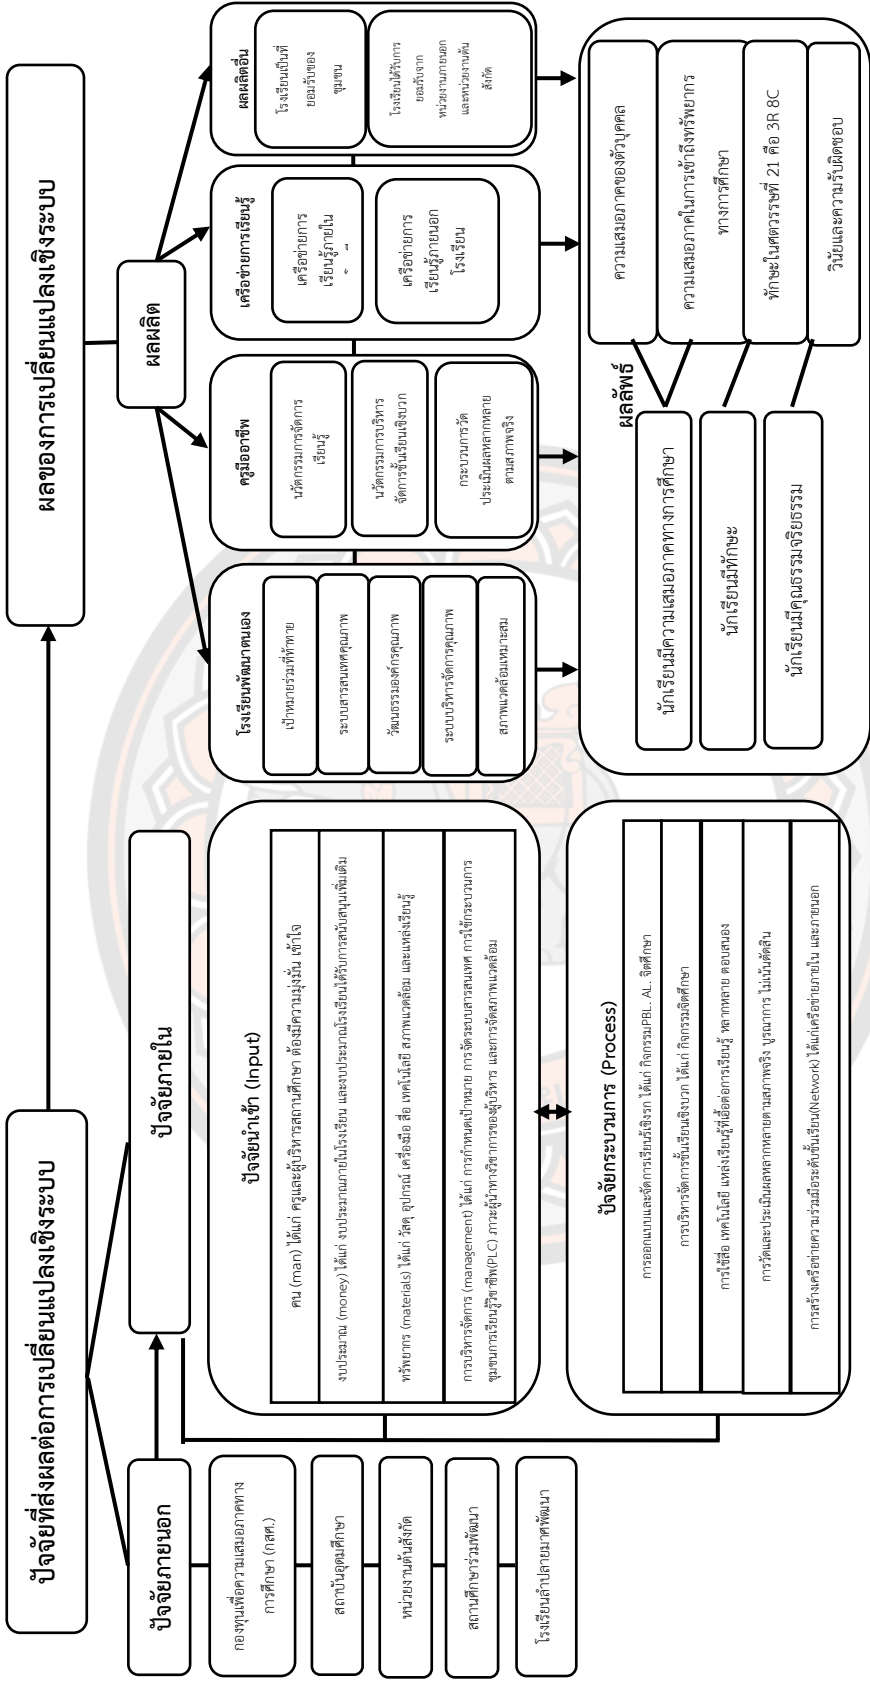 ปัจจัยที่ส่งผลต่อการเปลี่ยนแปลงเชิงระบบ
ปัจจัยภายนอก
กองทุนเพื่อความเสมอภาคทาง
การศึกษา (กสศ.)
สถาบันอุดมศึกษา
หน่วยงานต้นสังกัด
สถานศึกษาร่วมพัฒนา
โรงเรียนลำปลายมาศพัฒนา
ปัจจัยภายใน
ปัจจัยนำเข้า (Input)
คน (man) ได้แก่ ครูและผู้บริหารสถานศึกษา ต้องมีความมุ่งมั่น เข้าใจ
งบประมาณ (money) ได้แก่ งบประมาณภายในโรงเรียน และงบประมาณโรงเรียนได้รับการสนับสนุนเพิ่มเติม
ทรัพยากร (materials) ได้แก่ วัสดุ อุปกรณ์ เครื่องมือ สื่อ เทคโนโลยี สภาพแวดล้อม และแหล่งเรียนรู้
การบริหารจัดการ (management) ได้แก่ การกำหนดเป้าหมาย การจัดระบบสารสนเทศ การใช้กระบวนการ
ชุมชนการเรียนรู้วิชาชีพ(PLC) ภาวะผู้นำทางวิชาการของผู้บริหาร และการจัดสภาพแวดล้อม
ปัจจัยกระบวนการ (Process)
การออกแบบและจัดการเรียนรู้เชิงรุก ได้แก่ กิจกรรมPBL. AL. จิตศึกษา
การบริหารจัดการชั้นเรียนเชิงบวก ได้แก่ กิจกรรมจิตศึกษา
การใช้สื่อ เทคโนโลยี แหล่งเรียนรู้ที่เอื้อต่อการเรียนรู้ หลากหลาย ตอบสนอง
การวัดและประเมินผลหลากหลายตามสภาพจริง บูรณาการ ไม่เน้นตัดสิน
การสร้างเครือข่ายความร่วมมือระดับชั้นเรียน(Network) ได้แก่เครือข่ายภายใน และภายนอก
ผลของการเปลี่ยนแปลงเชิงระบบ
ผลผลิต
โรงเรียนพัฒนาตนเอง
เป้าหมายร่วมที่ท้าทาย
ระบบสารสนเทศคุณภาพ
วัฒนธรรมองค์กรคุณภาพ
ระบบบริหารจัดการคุณภาพ
สภาพแวดล้อมเหมาะสม
ครูมืออาชีพ
นวัตกรรมการจัดการ
เรียนรู้
นวัตกรรมการบริหาร
จัดการชั้นเรียนเชิงบวก
กระบวนการวัด
ประเมินผลหลากหลาย
ตามสภาพจริง
เครือข่ายการเรียนรู้
เครือข่ายการ
เรียนรู้ภายใน
เครือข่ายการ
เรียนรู้ภายนอก
โรงเรียน
ผลผลิตอื่น
โรงเรียนเป็นที่
ยอมรับของ
ชุมชน
โรงเรียนได้รับการ
ยอมรับจาก
หน่วยงานภายนอก
และหน่วยงานต้น
สังกัด
ผลลัพธ์
นักเรียนมีความเสมอภาคทางการศึกษา
นักเรียนมีทักษะ
นักเรียนมีคุณธรรมจริยธรรม
ความเสมอภาคของตัวบุคคล
ความเสมอภาคในการเข้าถึงทรัพยากร
ทางการศึกษา
ทักษะในศตวรรษที่ 21 คือ 3R 8C
วินัยและความรับผิดชอบ